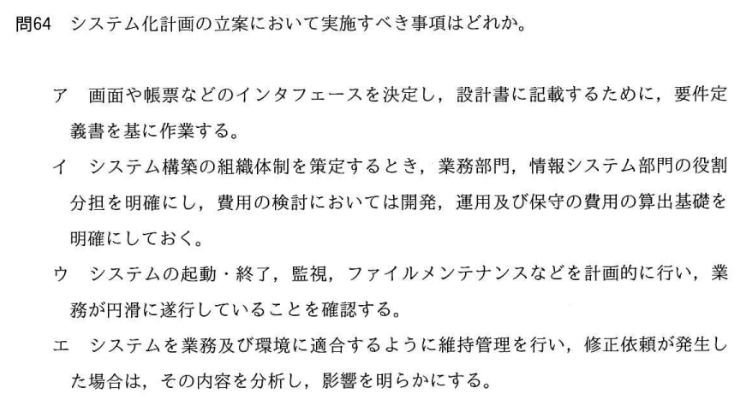 問64　システム化計画の立案において実施すべき事項はどれか。
ア　画面や帳票などのインタフェースを決定し，設計書に記載するために，要件定
義書を基に作業する。
イ　システム構築の組織体制を策定するとき，業務部門，情報システム部門の役割
分担を明確にし，費用の検討においては開発，運用及び保守の費用の算出基礎を
明確にしておく。
ウ　システムの起動・終了，監視，ファイルメンテナンスなどを計画的に行い，業
務が円滑に遂行していることを確認する。
エ　システムを業務及び環境に適合するように維持管理を行い，修正依頼が発生し
た場合は，その内容を分析し，影響を明らかにする。